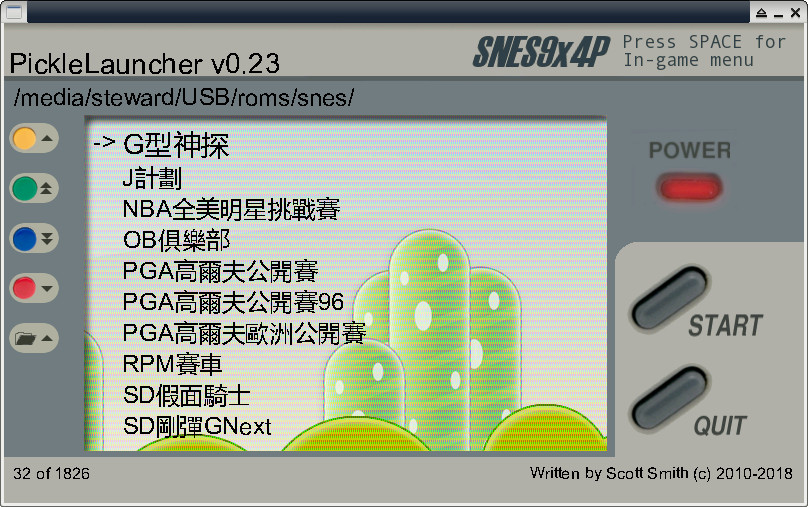 PickleLauncher v0.23
SNES9x4P
Press SPACE for
In-game menu
/media/steward/USB/roms/snes/
-> G型神探
J計劃
NBA全美明星挑戰賽
OB俱樂部
PGA高爾夫公開賽
PGA高爾夫公開賽96
PGA高爾夫歐洲公開賽
RPM賽車
SD假面騎士
SD剛彈GNext
POWER
START
QUIT
32 of 1826
Written by Scott Smith (c) 2010-2018